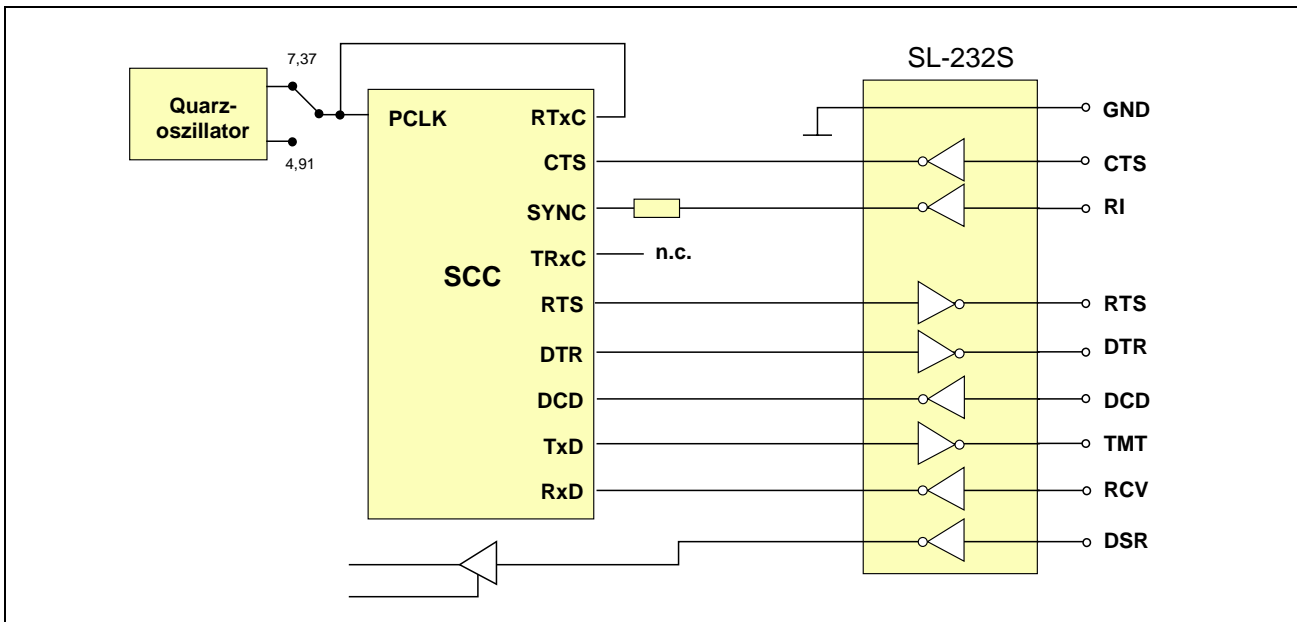 SL-232S
7,37
Quarz-
oszillator
4,91
PCLK
RTxC
CTS
SYNC
TRxC
n.c.
SCC
RTS
DTR
DCD
TxD
RxD
GND
CTS
RI
RTS
DTR
DCD
TMT
RCV
DSR